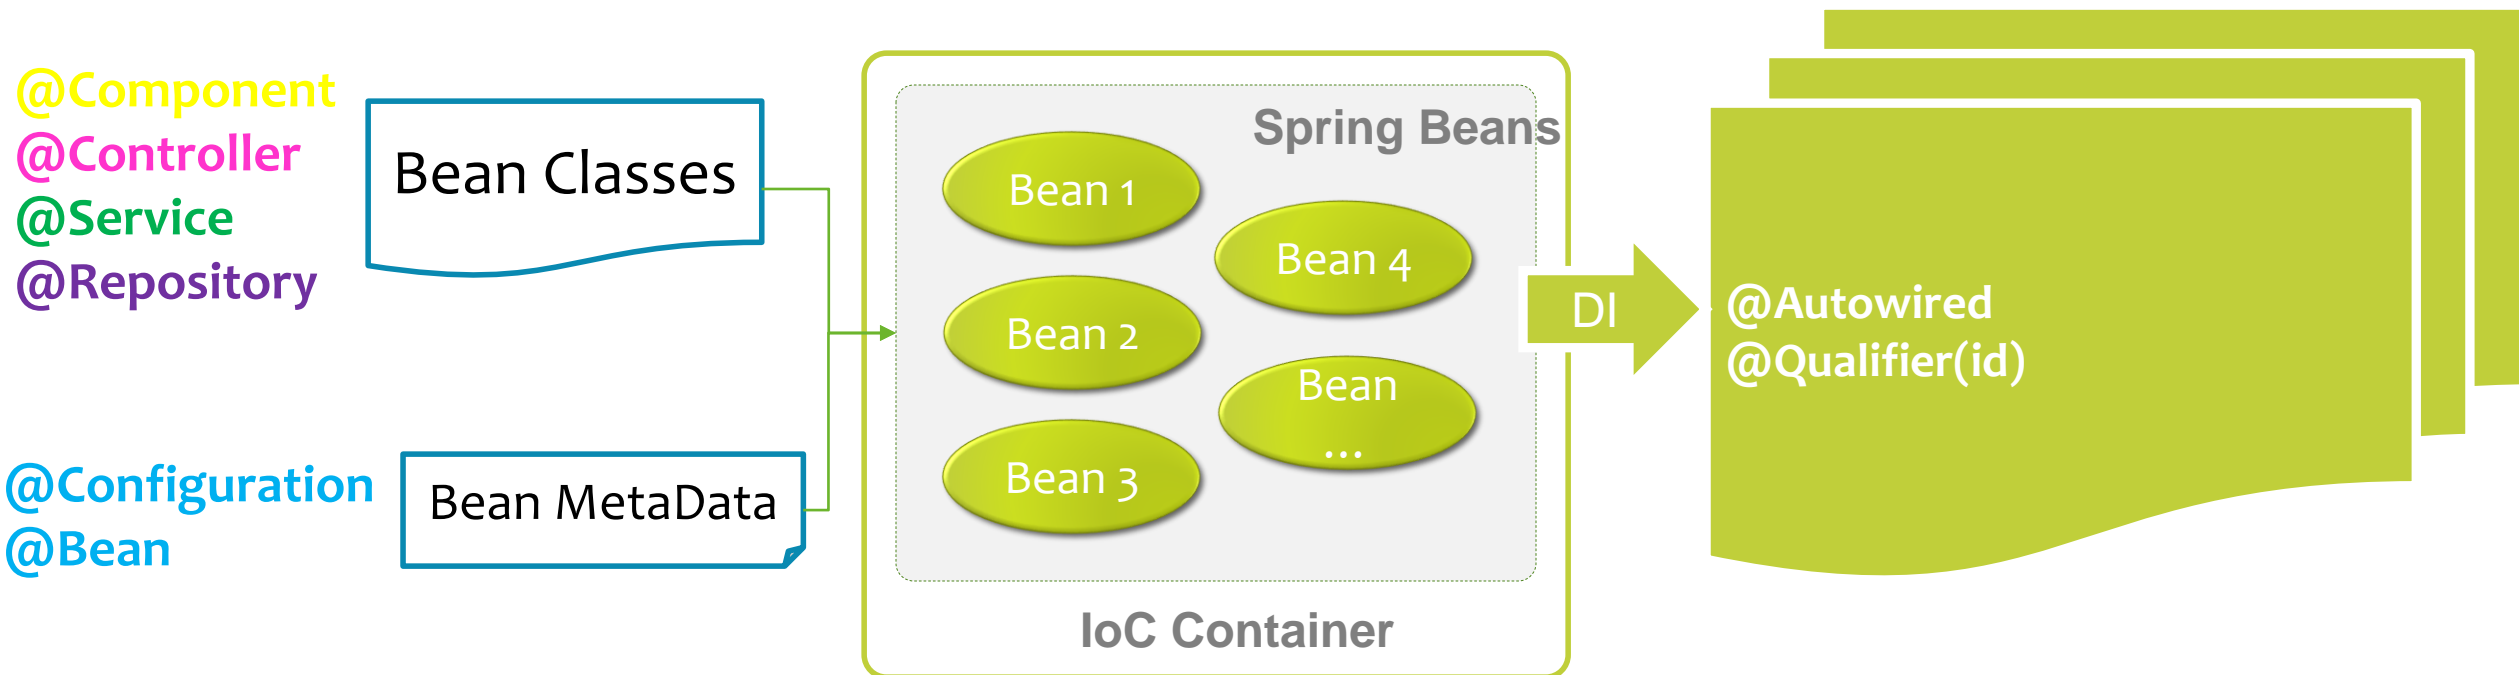 @Component
@Controller
@Service
@Repository
Bean Classes
@Configuration
@Bean
Bean MetaData
Spring Beans
Bean 1
Bean 2
Bean 3
Bean 4
Bean
...
IoC Container
DI
@Autowired
@Qualifier(id)